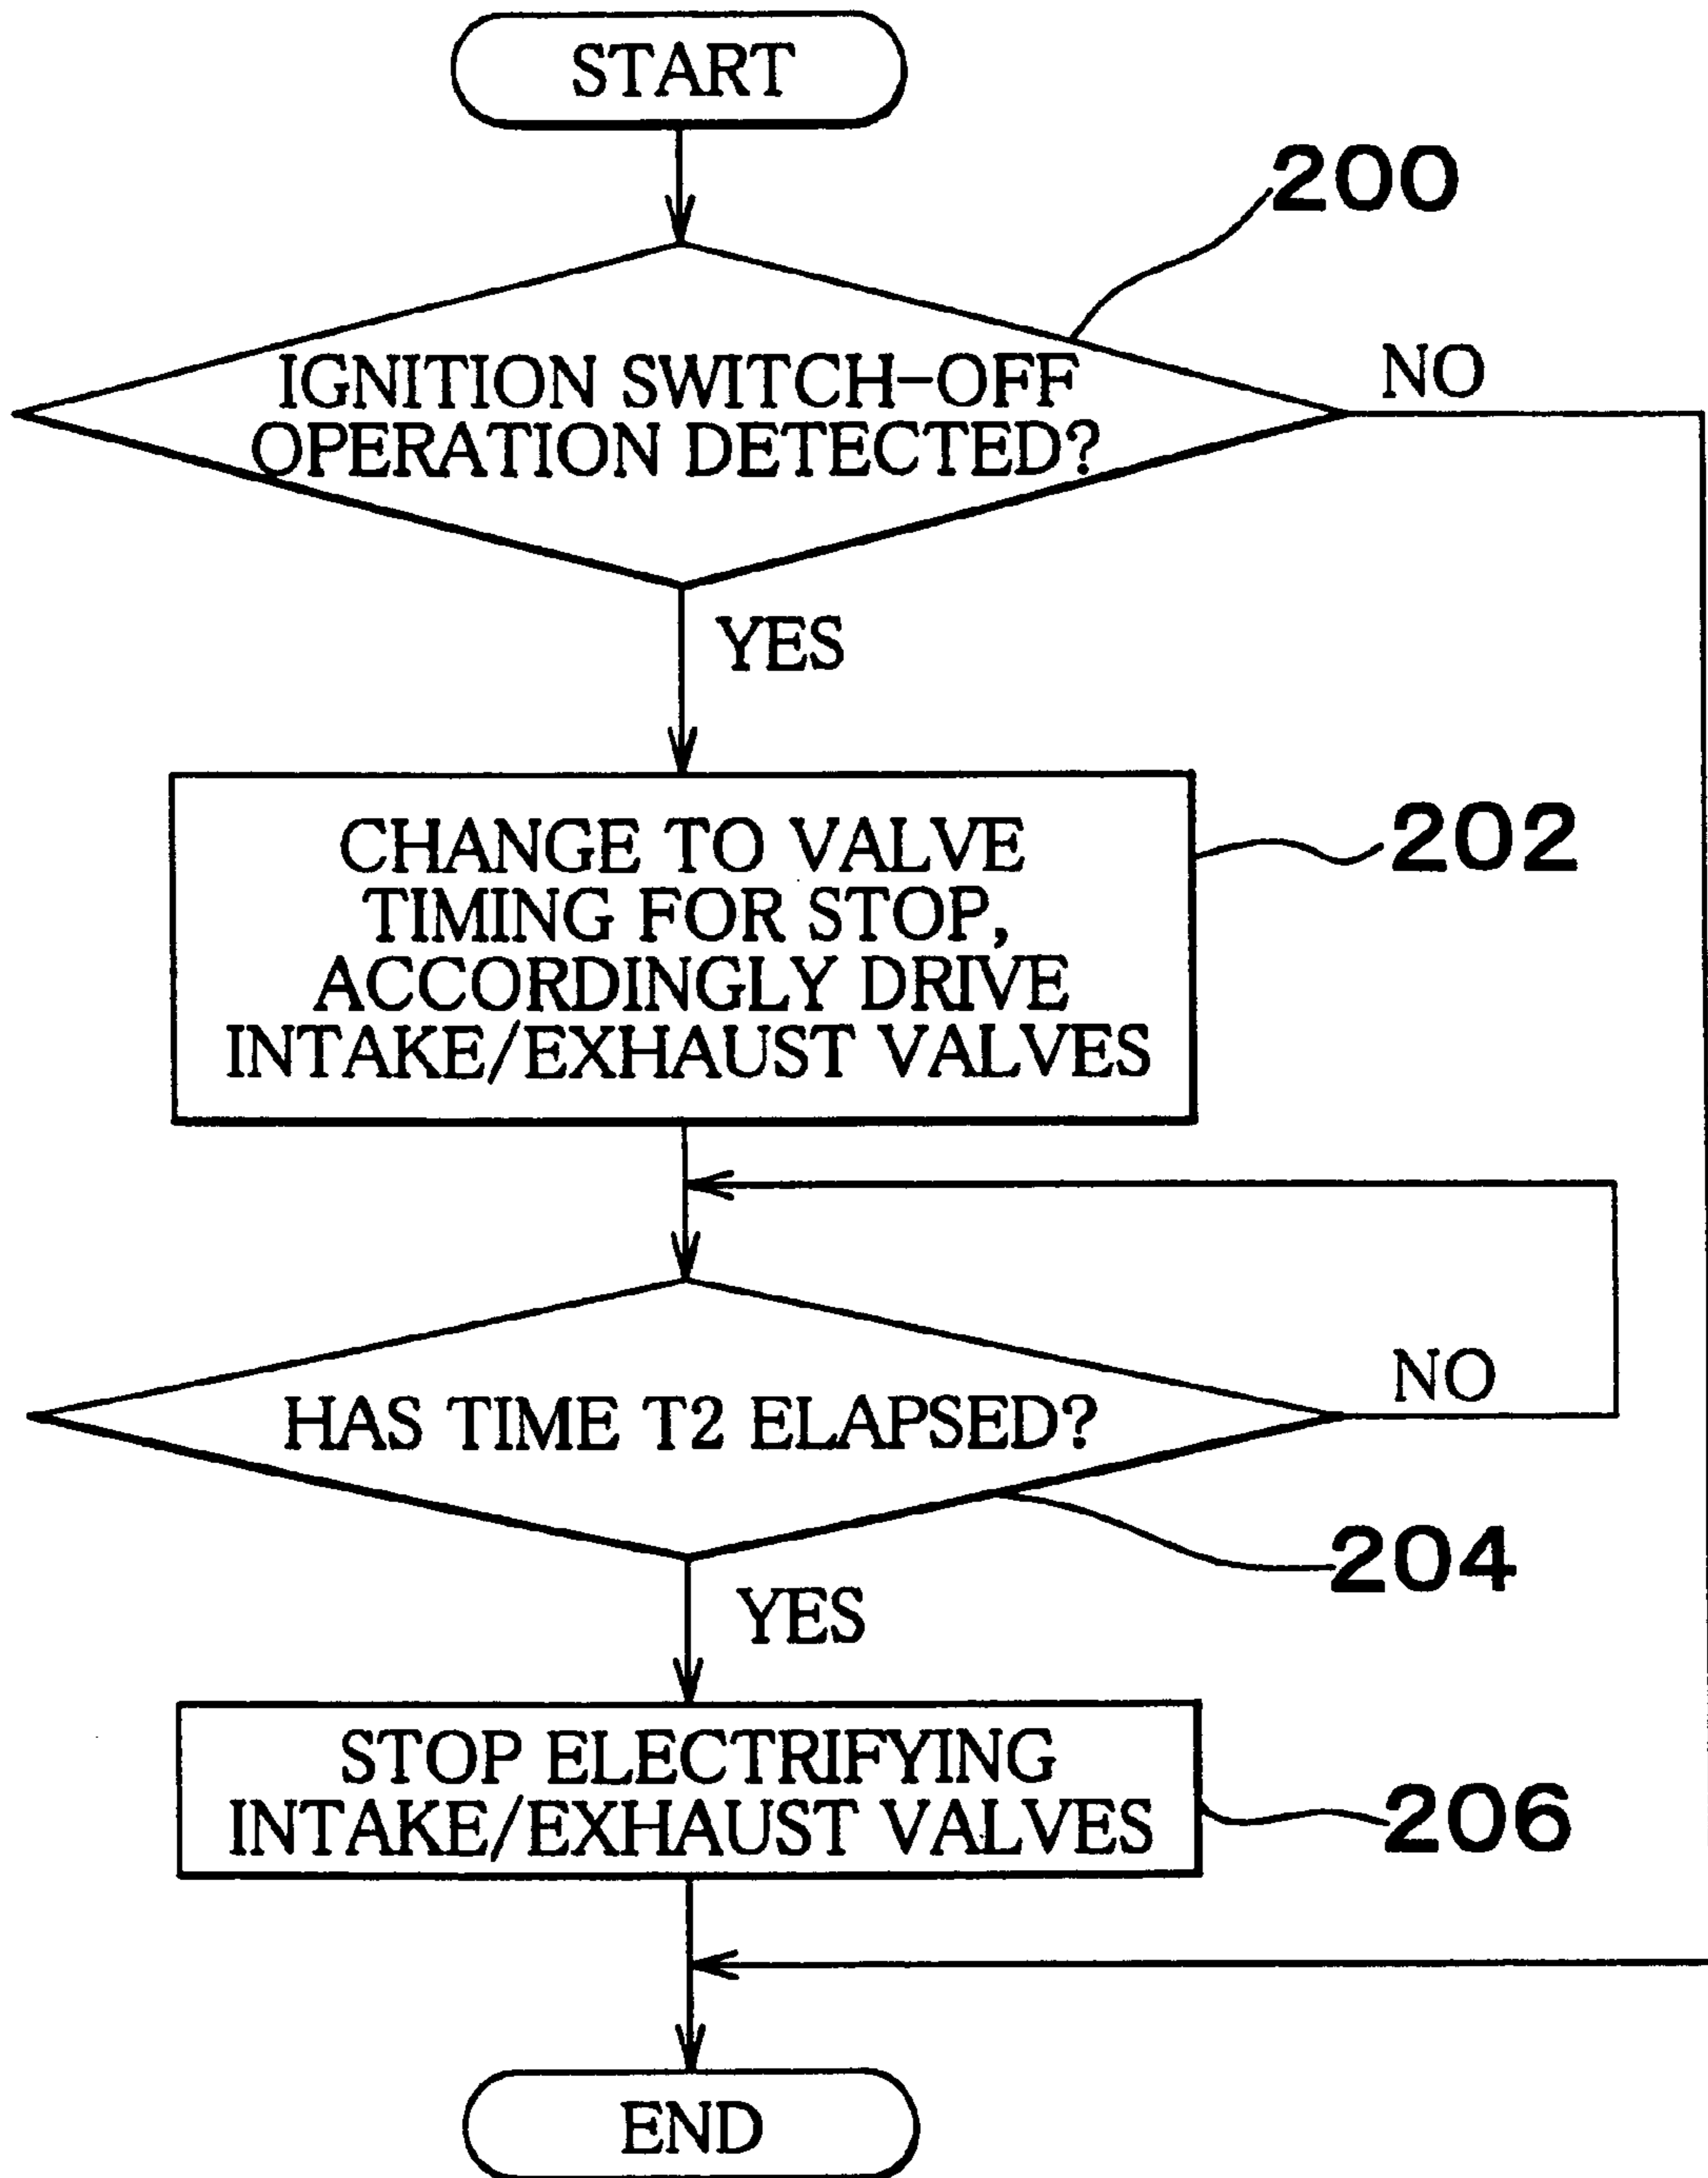 START
200
IGNITION SWITCH-OFF
OPERATION DETECTED?
NO
YES
CHANGE TO VALVE
TIMING FOR STOP,
ACCORDINGLY DRIVE
INTAKE/EXHAUST VALVES
202
HAS TIME T2 ELAPSED?
NO
204
YES
STOP ELECTRIFYING
INTAKE/EXHAUST VALVES
206
END